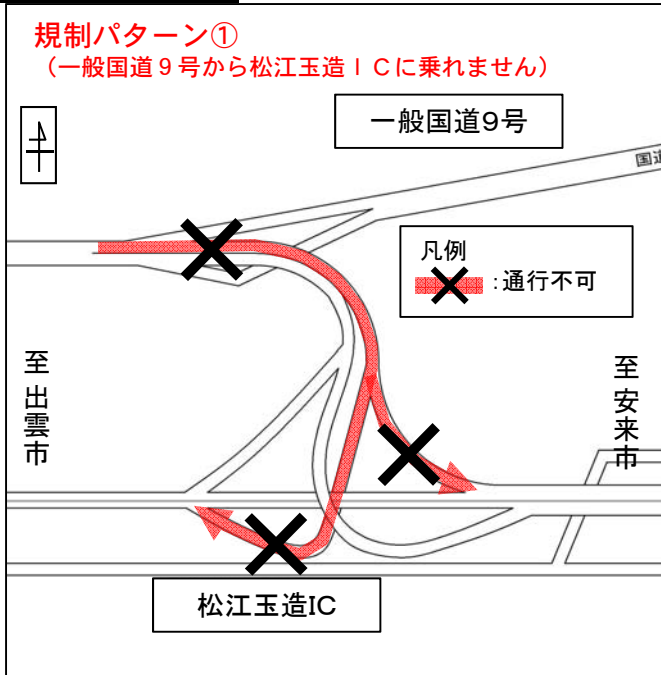 規制パターン①
（一般国道９号から松江玉造ＩＣに乗れません）
一般国道9号
国道
凡例
：通行不可
至出雲市
至安来市
松江玉造IC